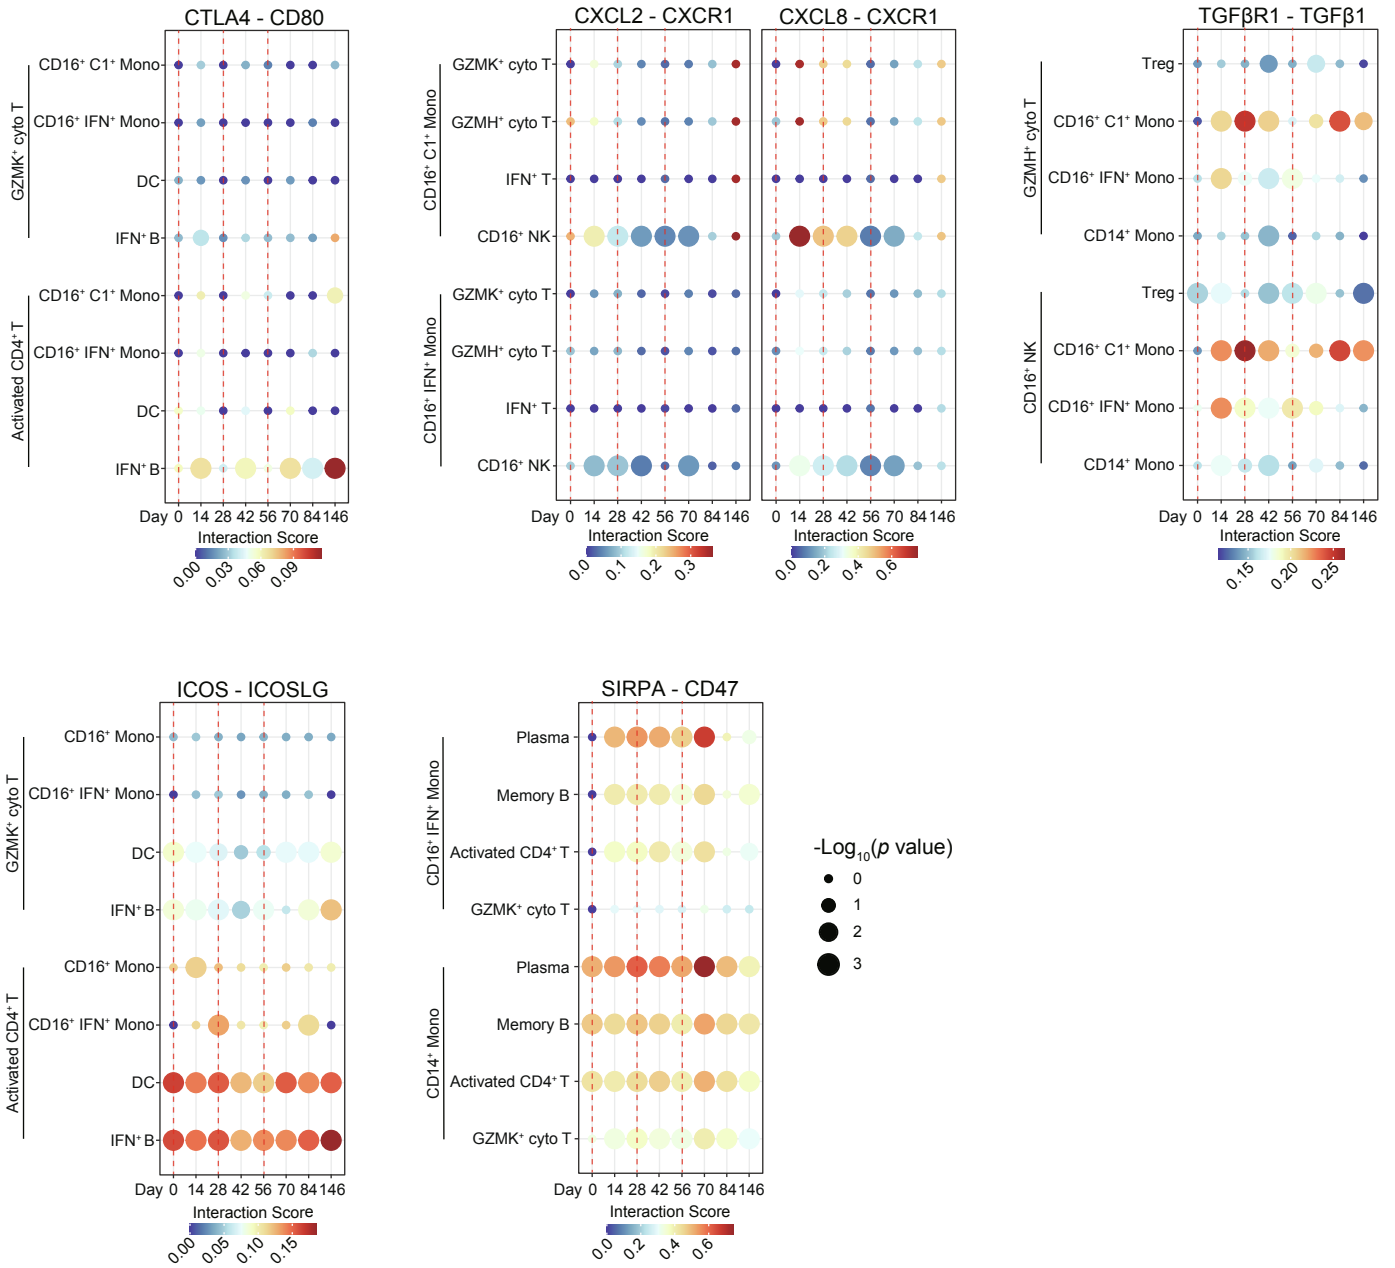 CTLA4 - CD80
GZMK⁺ cyto T
CD16⁺ C1⁺ Mono
CD16⁺ IFN⁺ Mono
DC
IFN⁺ B
Activated CD4⁺ T
CD16⁺ C1⁺ Mono
CD16⁺ IFN⁺ Mono
DC
IFN⁺ B
Day 0 14 28 42 56 70 84 146
Interaction Score
0.00 0.03 0.06 0.09
CXCL2 - CXCR1 CXCL8 - CXCR1
CD16⁺ C1⁺ Mono
GZMK⁺ cyto T
GZMH⁺ cyto T
IFN⁺ T
CD16⁺ NK
CD16⁺ IFN⁺ Mono
GZMK⁺ cyto T
GZMH⁺ cyto T
IFN⁺ T
CD16⁺ NK
Day 0 14 28 42 56 70 84 146 0 14 28 42 56 70 84 146
Interaction Score Interaction Score
0.0 0.1 0.2 0.3 0.0 0.2 0.4 0.6
TGFβR1 - TGFβ1
GZMH⁺ cyto T
Treg
CD16⁺ C1⁺ Mono
CD16⁺ IFN⁺ Mono
CD14⁺ Mono
CD16⁺ NK
Treg
CD16⁺ C1⁺ Mono
CD16⁺ IFN⁺ Mono
CD14⁺ Mono
Day 0 14 28 42 56 70 84 146
Interaction Score
0.15 0.20 0.25
ICOS - ICOSLG
GZMK⁺ cyto T
CD16⁺ Mono
CD16⁺ IFN⁺ Mono
DC
IFN⁺ B
Activated CD4⁺ T
CD16⁺ Mono
CD16⁺ IFN⁺ Mono
DC
IFN⁺ B
Day 0 14 28 42 56 70 84 146
Interaction Score
0.00 0.05 0.10 0.15
SIRPA - CD47
CD16⁺ IFN⁺ Mono
Plasma
Memory B
Activated CD4⁺ T
GZMK⁺ cyto T
CD14⁺ Mono
Plasma
Memory B
Activated CD4⁺ T
GZMK⁺ cyto T
Day 0 14 28 42 56 70 84 146
Interaction Score
0.0 0.2 0.4 0.6
-Log₁₀(p value)
0
1
2
3